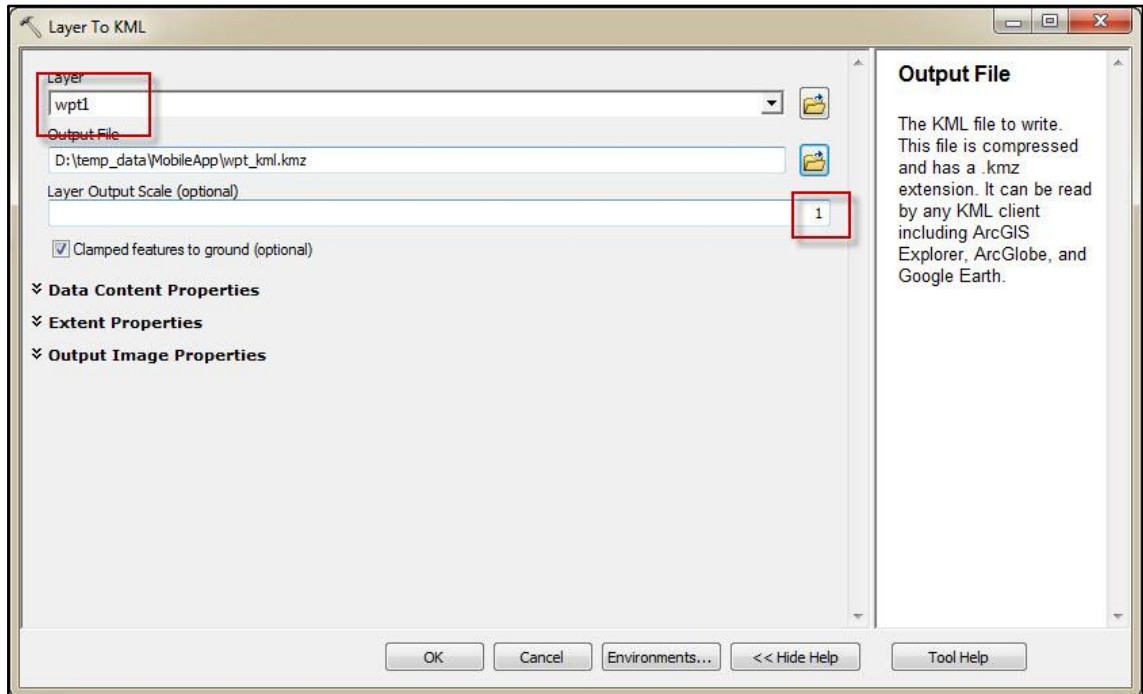 Layer To KML
Layer
wpt1
Output File
D:\temp_data\MobileApp\wpt_kml.kmz
Layer Output Scale (optional)
1
Clamped features to ground (optional)
Data Content Properties
Extent Properties
Output Image Properties
Output File
The KML file to write.
This file is compressed
and has a .kmz
extension. It can be read
by any KML client
including ArcGIS
Explorer, ArcGlobe, and
Google Earth.
OK
Cancel
Environments...
<< Hide Help
Tool Help